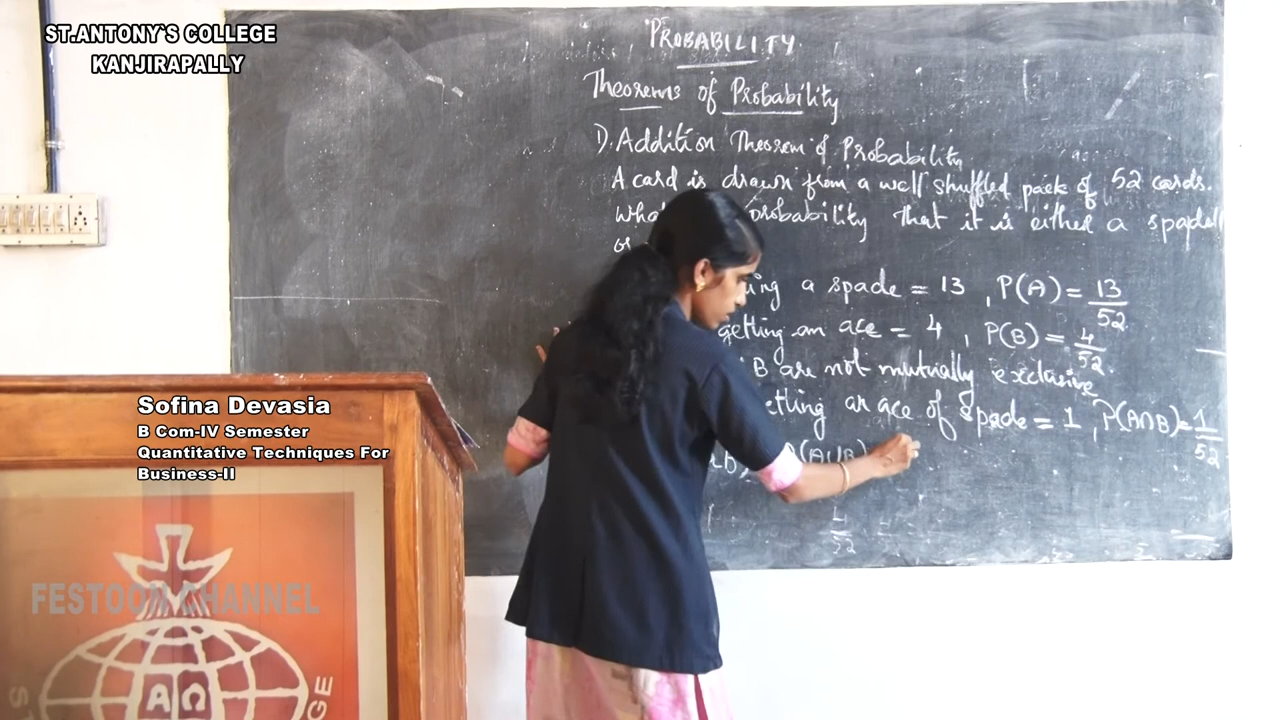 ST.ANTONY`S COLLEGE
KANJIRAPALLY
PROBABILITY
Theorems of Probability
1). Addition Theorem of Probability
A card is drawn from a well shuffled pack of 52 cards.
probability that it is either a spade
or
a spade = 13 , P(A) = 13/52
getting an ace = 4 , P(B) = 4/52
B are not mutually exclusive
etting an ace of spade = 1 , P(A∩B) = 1/52
(A∪B)
52
Sofina Devasia
B Com-IV Semester
Quantitative Techniques For
Business-II
FESTOON CHANNEL
ΑΩ